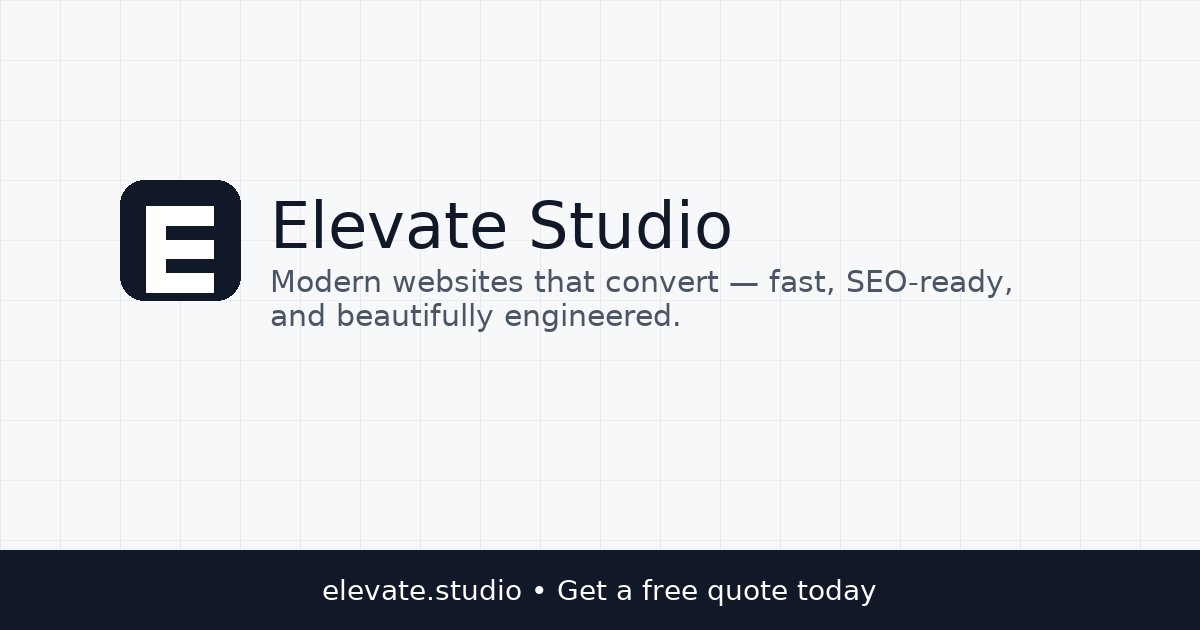 E
Elevate Studio
Modern websites that convert — fast, SEO-ready,
and beautifully engineered.
elevate.studio • Get a free quote today